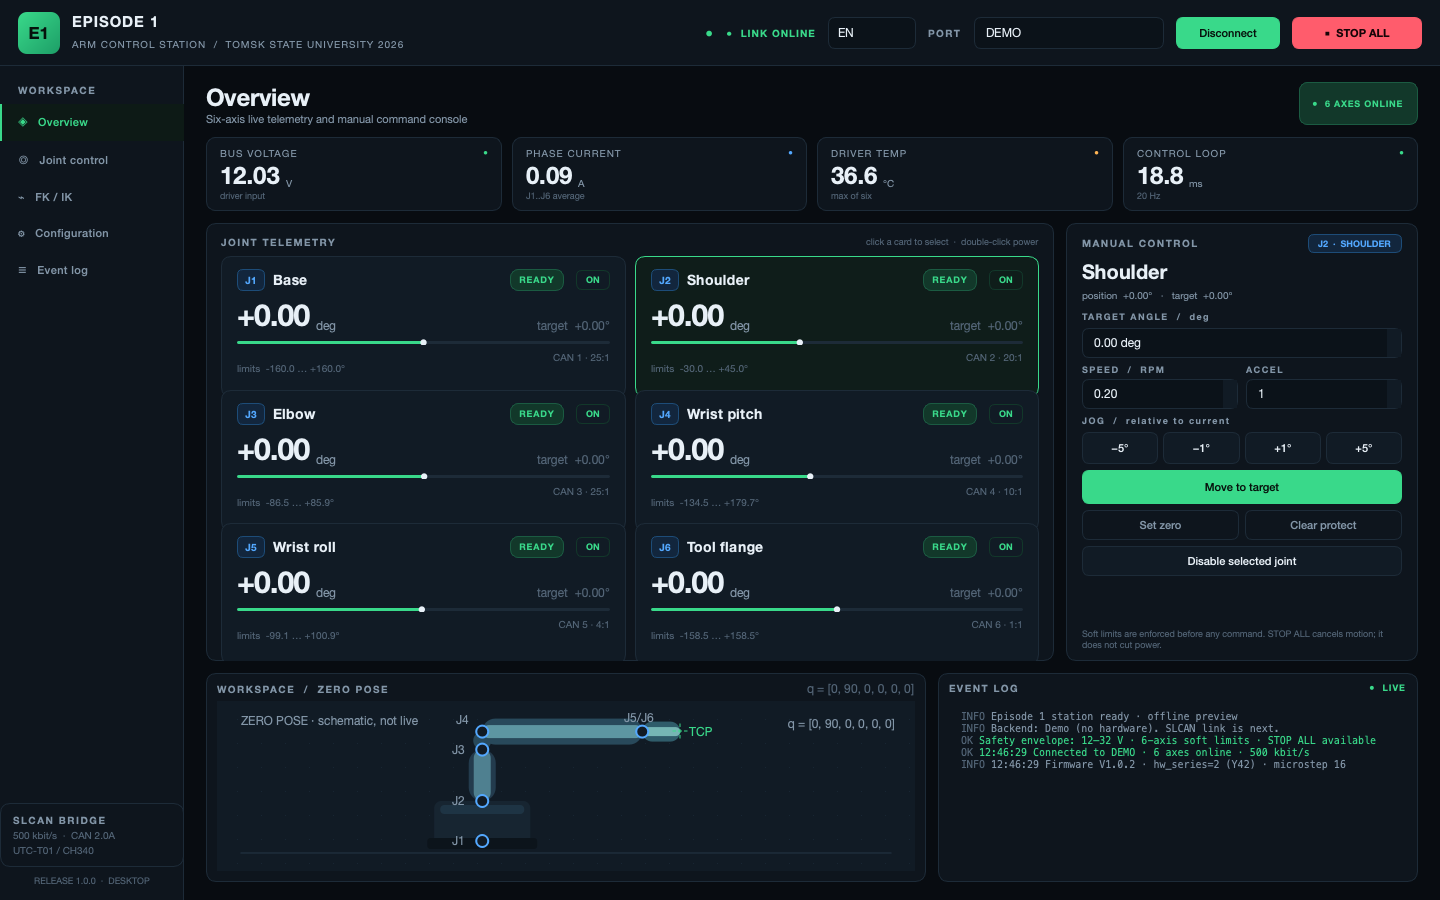 E1
EPISODE 1
ARM CONTROL STATION / TOMSK STATE UNIVERSITY 2026
LINK ONLINE
EN
PORT
DEMO
Disconnect
STOP ALL
WORKSPACE
Overview
Joint control
FK / IK
Configuration
Event log
Overview
Six-axis live telemetry and manual command console
6 AXES ONLINE
BUS VOLTAGE
12.03 V
driver input
PHASE CURRENT
0.09 A
J1..J6 average
DRIVER TEMP
36.6 °C
max of six
CONTROL LOOP
18.8 ms
20 Hz
JOINT TELEMETRY
click a card to select · double-click power
J1 Base READY ON
+0.00 deg target +0.00°
CAN 1 · 25:1
limits -160.0 ... +160.0°
J2 Shoulder READY ON
+0.00 deg target +0.00°
CAN 2 · 20:1
limits -30.0 ... +45.0°
J3 Elbow READY ON
+0.00 deg target +0.00°
CAN 3 · 25:1
limits -86.5 ... +85.9°
J4 Wrist pitch READY ON
+0.00 deg target +0.00°
CAN 4 · 10:1
limits -134.5 ... +179.7°
J5 Wrist roll READY ON
+0.00 deg target +0.00°
CAN 5 · 4:1
limits -99.1 ... +100.9°
J6 Tool flange READY ON
+0.00 deg target +0.00°
CAN 6 · 1:1
limits -158.5 ... +158.5°
MANUAL CONTROL
J2 · SHOULDER
Shoulder
position +0.00° · target +0.00°
TARGET ANGLE / deg
0.00 deg
SPEED / RPM
ACCEL
0.20
1
JOG / relative to current
−5° −1° +1° +5°
Move to target
Set zero
Clear protect
Disable selected joint
Soft limits are enforced before any command. STOP ALL cancels motion; it
does not cut power.
WORKSPACE / ZERO POSE
q = [0, 90, 0, 0, 0, 0]
ZERO POSE · schematic, not live
q = [0, 90, 0, 0, 0, 0]
J4
J5/J6
TCP
J3
J2
J1
EVENT LOG
LIVE
INFO Episode 1 station ready · offline preview
INFO Backend: Demo (no hardware). SLCAN link is next.
OK Safety envelope: 12–32 V · 6-axis soft limits · STOP ALL available
OK 12:46:29 Connected to DEMO · 6 axes online · 500 kbit/s
INFO 12:46:29 Firmware V1.0.2 · hw_series=2 (Y42) · microstep 16
SLCAN BRIDGE
500 kbit/s · CAN 2.0A
UTC-T01 / CH340
RELEASE 1.0.0 · DESKTOP